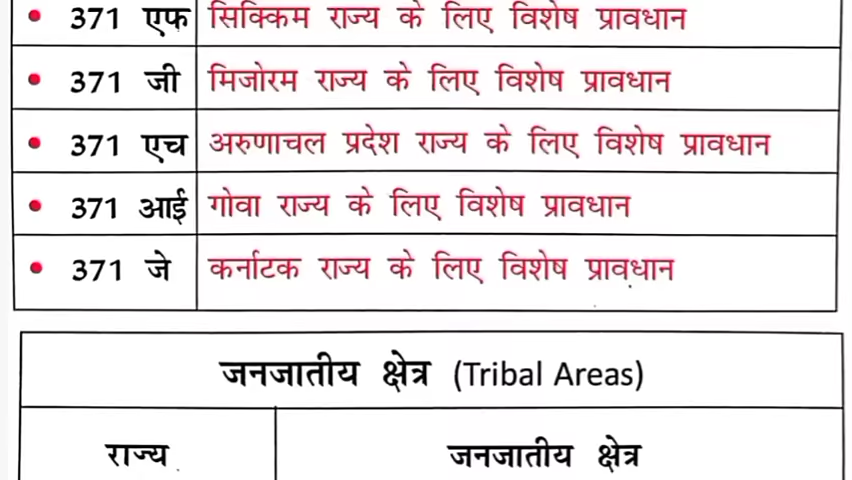 • 371 एफ सिक्किम राज्य के लिए विशेष प्रावधान
• 371 जी मिजोरम राज्य के लिए विशेष प्रावधान
• 371 एच अरुणाचल प्रदेश राज्य के लिए विशेष प्रावधान
• 371 आई गोवा राज्य के लिए विशेष प्रावधान
• 371 जे कर्नाटक राज्य के लिए विशेष प्रावधान
जनजातीय क्षेत्र (Tribal Areas)
राज्य जनजातीय क्षेत्र